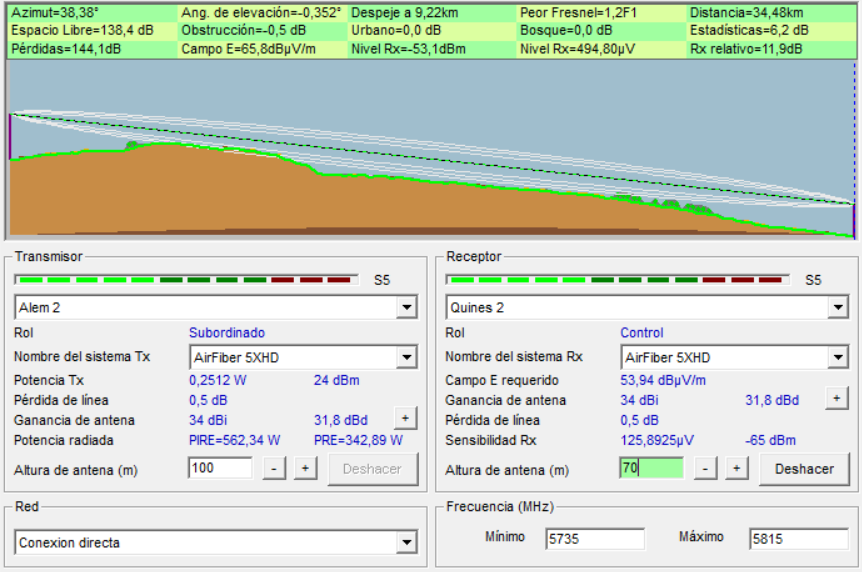 Azimut=38,38° Ang. de elevación=-0,352° Despeje a 9,22km Peor Fresnel=1,2F1 Distancia=34,48km
Espacio Libre=138,4 dB Obstrucción=-0,5 dB Urbano=0,0 dB Bosque=0,0 dB Estadísticas=6,2 dB
Pérdidas=144,1dB Campo E=65,8dBµV/m Nivel Rx=-53,1dBm Nivel Rx=494,80µV Rx relativo=11,9dB
Transmisor
S5
Alem 2
Rol Subordinado
Nombre del sistema Tx AirFiber 5XHD
Potencia Tx 0,2512 W 24 dBm
Pérdida de línea 0,5 dB
Ganancia de antena 34 dBi 31,8 dBd +
Potencia radiada PIRE=562,34 W PRE=342,89 W
Altura de antena (m) 100 - + Deshacer
Receptor
S5
Quines 2
Rol Control
Nombre del sistema Rx AirFiber 5XHD
Campo E requerido 53,94 dBµV/m
Ganancia de antena 34 dBi 31,8 dBd +
Pérdida de línea 0,5 dB
Sensibilidad Rx 125,8925µV -65 dBm
Altura de antena (m) 70 - + Deshacer
Red
Conexion directa
Frecuencia (MHz)
Mínimo 5735 Máximo 5815